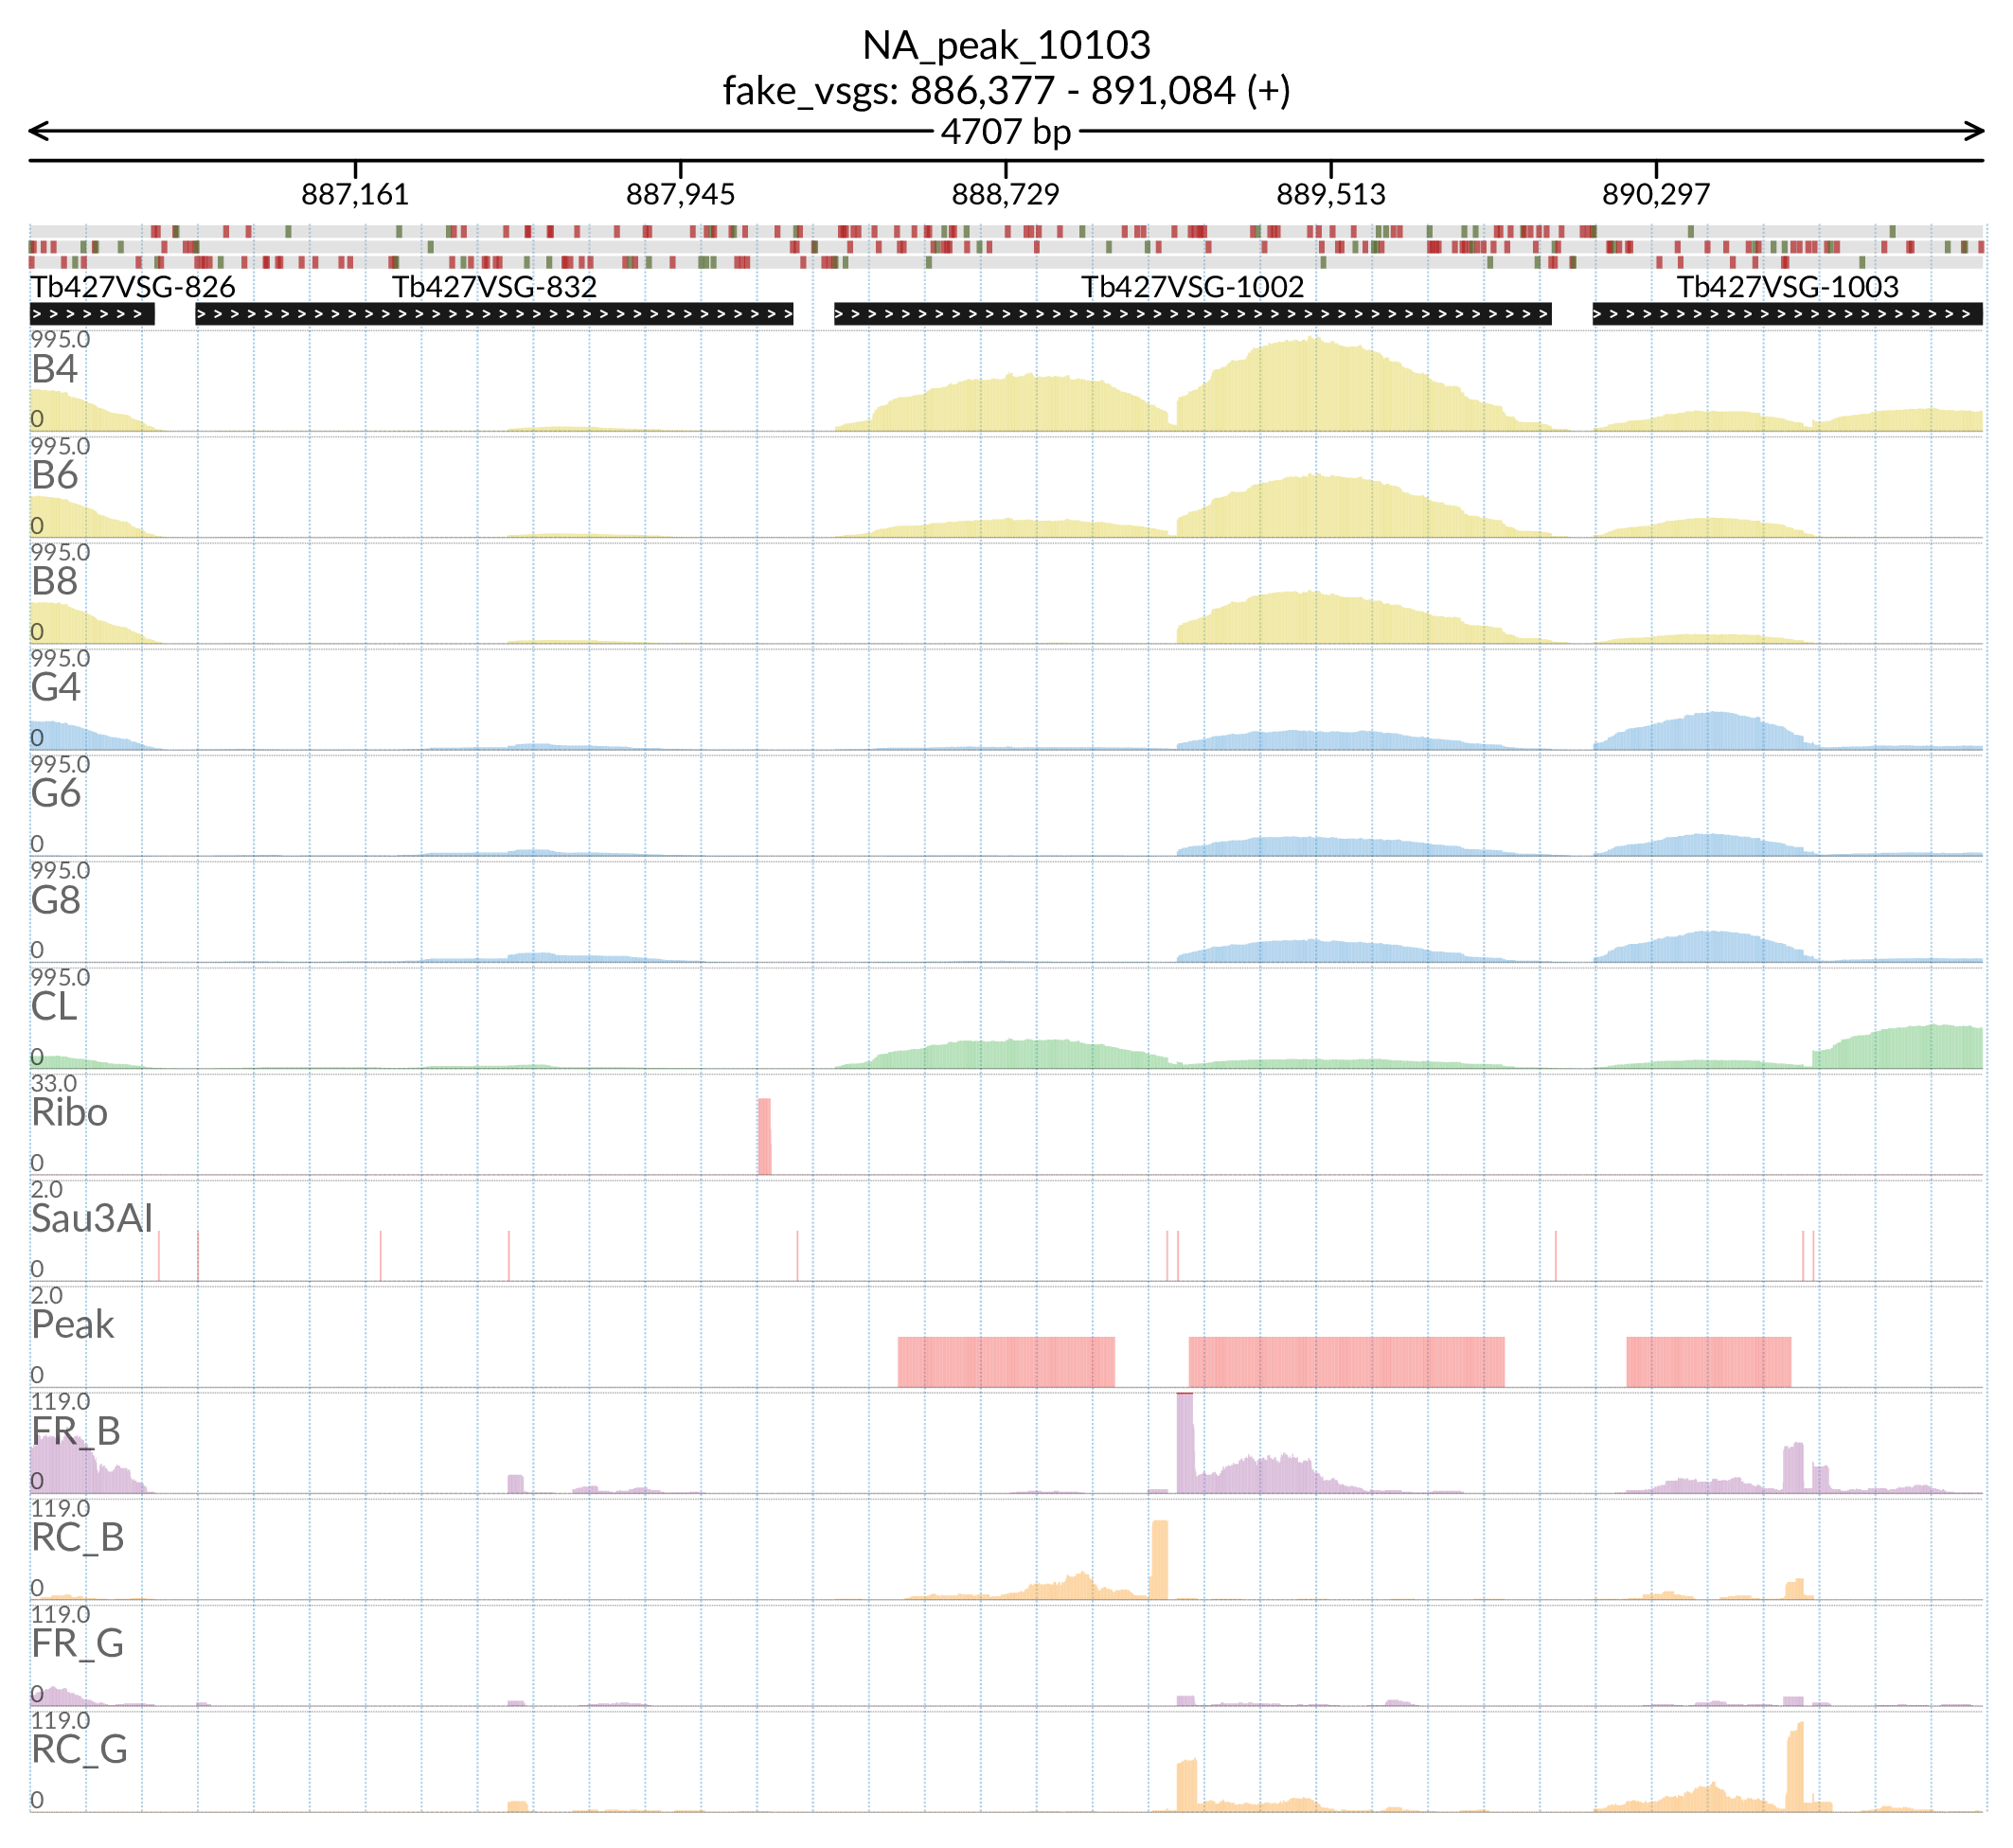 NA_peak_10103
fake_vsgs: 886,377 - 891,084 (+)
4707 bp
887,161 887,945 888,729 889,513 890,297
Tb427VSG-826 Tb427VSG-832 Tb427VSG-1002 Tb427VSG-1003
995.0
B4
0
995.0
B6
0
995.0
B8
0
995.0
G4
0
995.0
G6
0
995.0
G8
0
995.0
CL
0
33.0
Ribo
0
2.0
Sau3AI
0
2.0
Peak
0
119.0
FR_B
0
119.0
RC_B
0
119.0
FR_G
0
119.0
RC_G
0